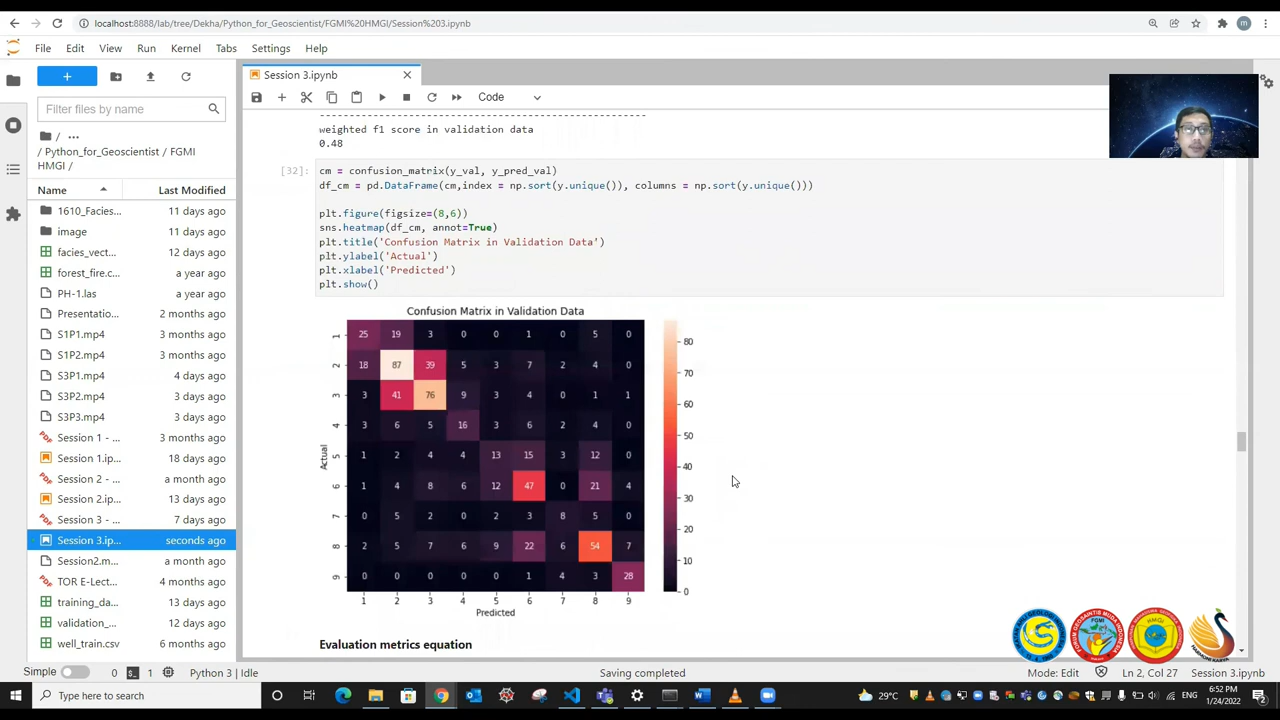 localhost:8888/lab/tree/Dekha/Python_for_Geoscientist/FGMI%20HMGI/Session%203.ipynb
m
File Edit View Run Kernel Tabs Settings Help
+
Session 3.ipynb
Code
Filter files by name
/ ···
/ Python_for_Geoscientist / FGMI
HMGI /
Name Last Modified
1610_Facies... 11 days ago
image 11 days ago
facies_vect... 12 days ago
forest_fire.c... a year ago
PH-1.las a year ago
Presentatio... 2 months ago
S1P1.mp4 3 months ago
S1P2.mp4 3 months ago
S3P1.mp4 4 days ago
S3P2.mp4 3 days ago
S3P3.mp4 3 days ago
Session 1 - ... 3 months ago
Session 1.ip... 18 days ago
Session 2 - ... a month ago
Session 2.ip... 13 days ago
Session 3 - ... 7 days ago
Session 3.ip... seconds ago
Session2.m... a month ago
TOR E-Lect... 4 months ago
training_da... 13 days ago
validation_... 12 days ago
well_train.csv 6 months ago
----------------------------------------------------------------
weighted f1 score in validation data
0.48
[32]:
cm = confusion_matrix(y_val, y_pred_val)
df_cm = pd.DataFrame(cm,index = np.sort(y.unique()), columns = np.sort(y.unique()))
plt.figure(figsize=(8,6))
sns.heatmap(df_cm, annot=True)
plt.title('Confusion Matrix in Validation Data')
plt.ylabel('Actual')
plt.xlabel('Predicted')
plt.show()
Confusion Matrix in Validation Data
1 25 19 3 0 0 1 0 5 0
2 18 87 39 5 3 7 2 4 0
3 3 41 76 9 3 4 0 1 1
4 3 6 5 16 3 6 2 4 0
5 1 2 4 4 13 15 3 12 0
6 1 4 8 6 12 47 0 21 4
7 0 5 2 0 2 3 8 5 0
8 2 5 7 6 9 22 6 54 7
9 0 0 0 0 0 1 4 3 28
1 2 3 4 5 6 7 8 9
Actual
Predicted
80
70
60
50
40
30
20
10
0
Evaluation metrics equation
FGMI
HMGI
Simple 0 1 Python 3 | Idle
Saving completed
Mode: Edit Ln 2, Col 27 Session 3.ipynb
Type here to search
29°C
ENG
6:52 PM
1/24/2022